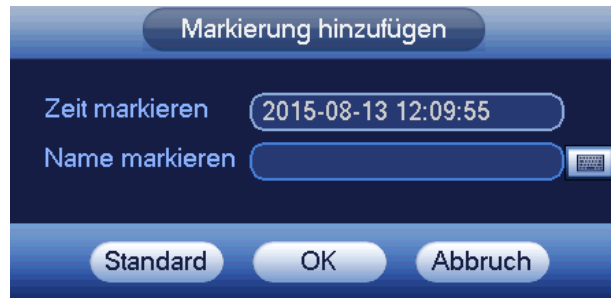 Markierung hinzufügen
Zeit markieren 2015-08-13 12:09:55
Name markieren
Standard OK Abbruch